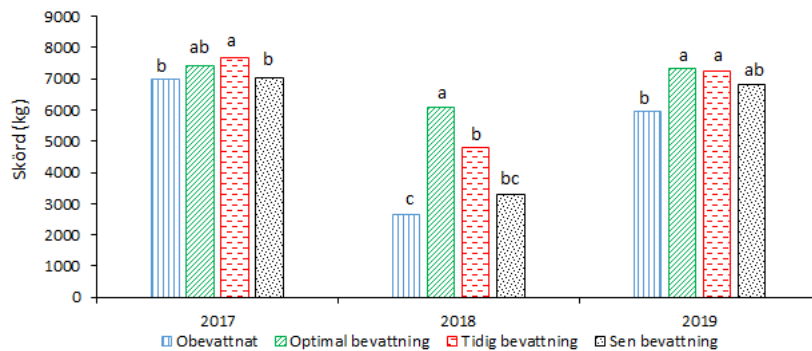 Skörd (kg)
9000
8000
7000
6000
5000
4000
3000
2000
1000
0
b ab a b
c a b bc
b a a ab
2017 2018 2019
Obevattnat Optimal bevattning Tidig bevattning Sen bevattning